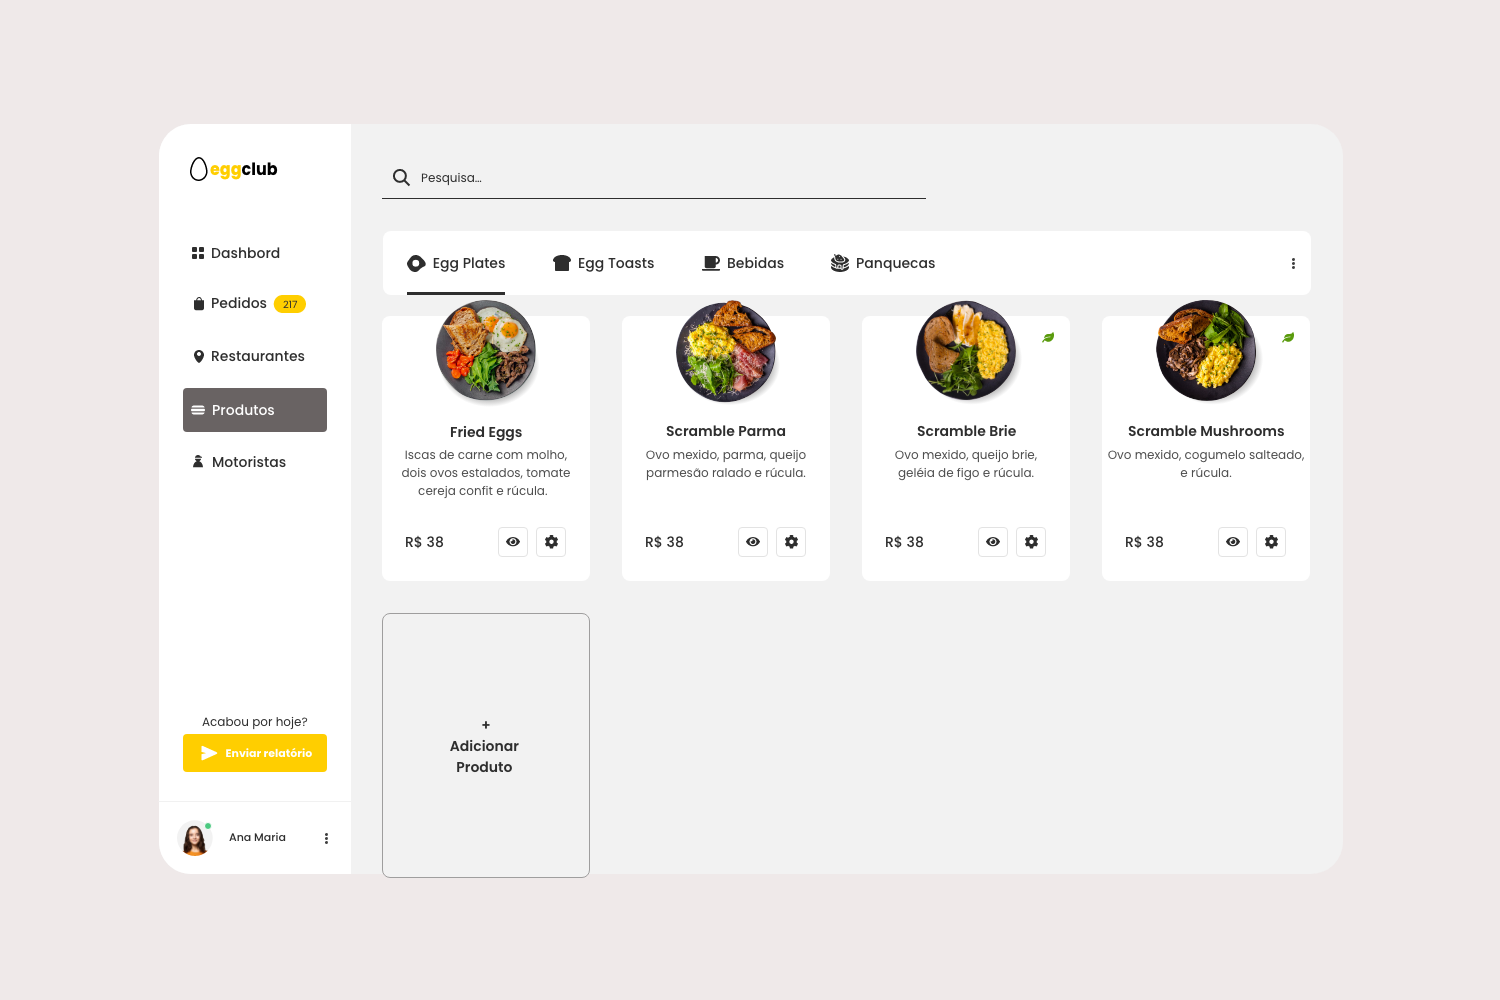 eggclub
Dashbord
Pedidos 217
Restaurantes
Produtos
Motoristas
Acabou por hoje?
Enviar relatório
Ana Maria
Pesquisa...
Egg Plates Egg Toasts Bebidas Panquecas
Fried Eggs
Iscas de carne com molho,
dois ovos estalados, tomate
cereja confit e rúcula.
R$ 38
Scramble Parma
Ovo mexido, parma, queijo
parmesão ralado e rúcula.
R$ 38
Scramble Brie
Ovo mexido, queijo brie,
geléia de figo e rúcula.
R$ 38
Scramble Mushrooms
Ovo mexido, cogumelo salteado,
e rúcula.
R$ 38
+
Adicionar
Produto